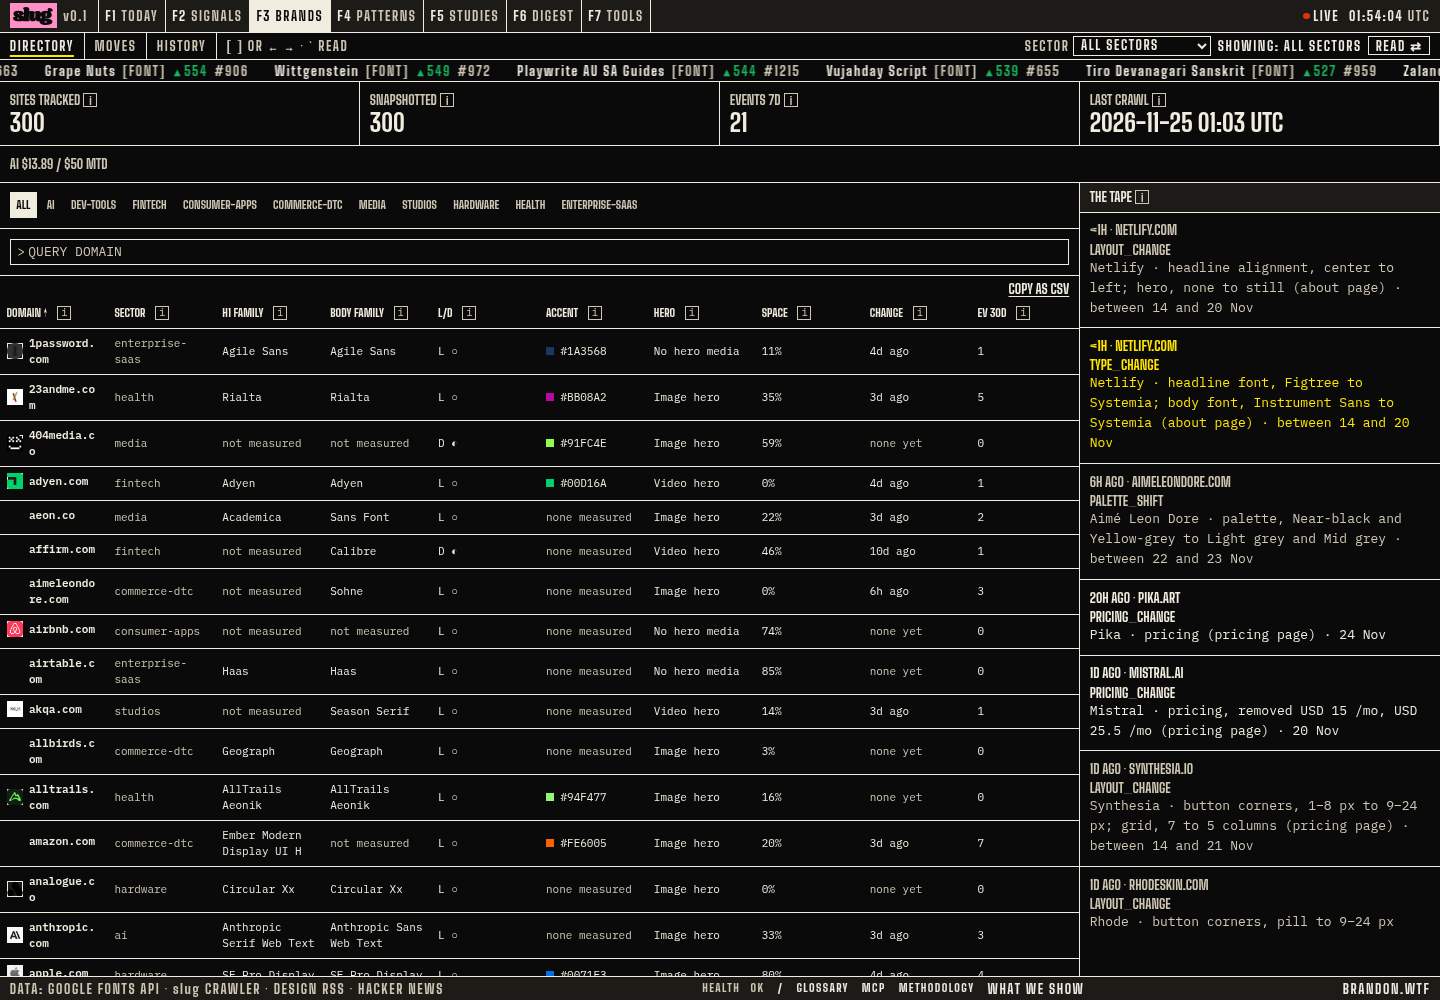 slug v0.1 F1 TODAY F2 SIGNALS F3 BRANDS F4 PATTERNS F5 STUDIES F6 DIGEST F7 TOOLS LIVE 01:54:04 UTC
DIRECTORY MOVES HISTORY [ ] OR ← → · ` READ SECTOR ALL SECTORS SHOWING: ALL SECTORS READ ⇄
663 Grape Nuts [FONT] ▲554 #906 Wittgenstein [FONT] ▲549 #972 Playwrite AU SA Guides [FONT] ▲544 #1215 Vujahday Script [FONT] ▲539 #655 Tiro Devanagari Sanskrit [FONT] ▲527 #959 Zaland
SITES TRACKED i SNAPSHOTTED i EVENTS 7D i LAST CRAWL i
300 300 21 2026-11-25 01:03 UTC
AI $13.89 / $50 MTD
ALL AI DEV-TOOLS FINTECH CONSUMER-APPS COMMERCE-DTC MEDIA STUDIOS HARDWARE HEALTH ENTERPRISE-SAAS
> QUERY DOMAIN
COPY AS CSV
DOMAIN ↑ i SECTOR i H1 FAMILY i BODY FAMILY i L/D i ACCENT i HERO i SPACE i CHANGE i EV 30D i
1password.com enterprise-saas Agile Sans Agile Sans L ○ #1A3568 No hero media 11% 4d ago 1
23andme.com health Rialta Rialta L ○ #BB08A2 Image hero 35% 3d ago 5
404media.co media not measured not measured D ◐ #91FC4E Image hero 59% none yet 0
adyen.com fintech Adyen Adyen L ○ #00D16A Video hero 0% 4d ago 1
aeon.co media Academica Sans Font L ○ none measured Image hero 22% 3d ago 2
affirm.com fintech not measured Calibre D ◐ none measured Video hero 46% 10d ago 1
aimeleondore.com commerce-dtc not measured Sohne L ○ none measured Image hero 0% 6h ago 3
airbnb.com consumer-apps not measured not measured L ○ none measured No hero media 74% none yet 0
airtable.com enterprise-saas Haas Haas L ○ none measured No hero media 85% none yet 0
akqa.com studios not measured Season Serif L ○ none measured Video hero 14% 3d ago 1
allbirds.com commerce-dtc Geograph Geograph L ○ none measured Image hero 3% none yet 0
alltrails.com health AllTrails Aeonik AllTrails Aeonik L ○ #94F477 Image hero 16% none yet 0
amazon.com commerce-dtc Ember Modern Display UI H not measured L ○ #FE6005 Image hero 20% 3d ago 7
analogue.co hardware Circular Xx Circular Xx L ○ none measured Image hero 0% none yet 0
anthropic.com ai Anthropic Serif Web Text Anthropic Sans Web Text L ○ none measured Image hero 33% 3d ago 3
apple.com hardware SF Pro Display SF Pro Display L ○ #0071E3 Image hero 80% 4d ago 4
THE TAPE i
<1H · NETLIFY.COM
LAYOUT_CHANGE
Netlify · headline alignment, center to
left; hero, none to still (about page) ·
between 14 and 20 Nov
<1H · NETLIFY.COM
TYPE_CHANGE
Netlify · headline font, Figtree to
Systemia; body font, Instrument Sans to
Systemia (about page) · between 14 and 20
Nov
6H AGO · AIMELEONDORE.COM
PALETTE_SHIFT
Aimé Leon Dore · palette, Near-black and
Yellow-grey to Light grey and Mid grey ·
between 22 and 23 Nov
20H AGO · PIKA.ART
PRICING_CHANGE
Pika · pricing (pricing page) · 24 Nov
1D AGO · MISTRAL.AI
PRICING_CHANGE
Mistral · pricing, removed USD 15 /mo, USD
25.5 /mo (pricing page) · 20 Nov
1D AGO · SYNTHESIA.IO
LAYOUT_CHANGE
Synthesia · button corners, 1–8 px to 9–24
px; grid, 7 to 5 columns (pricing page) ·
between 14 and 21 Nov
1D AGO · RHODESKIN.COM
LAYOUT_CHANGE
Rhode · button corners, pill to 9–24 px
DATA: GOOGLE FONTS API · slug CRAWLER · DESIGN RSS · HACKER NEWS HEALTH OK / GLOSSARY MCP METHODOLOGY WHAT WE SHOW BRANDON.WTF